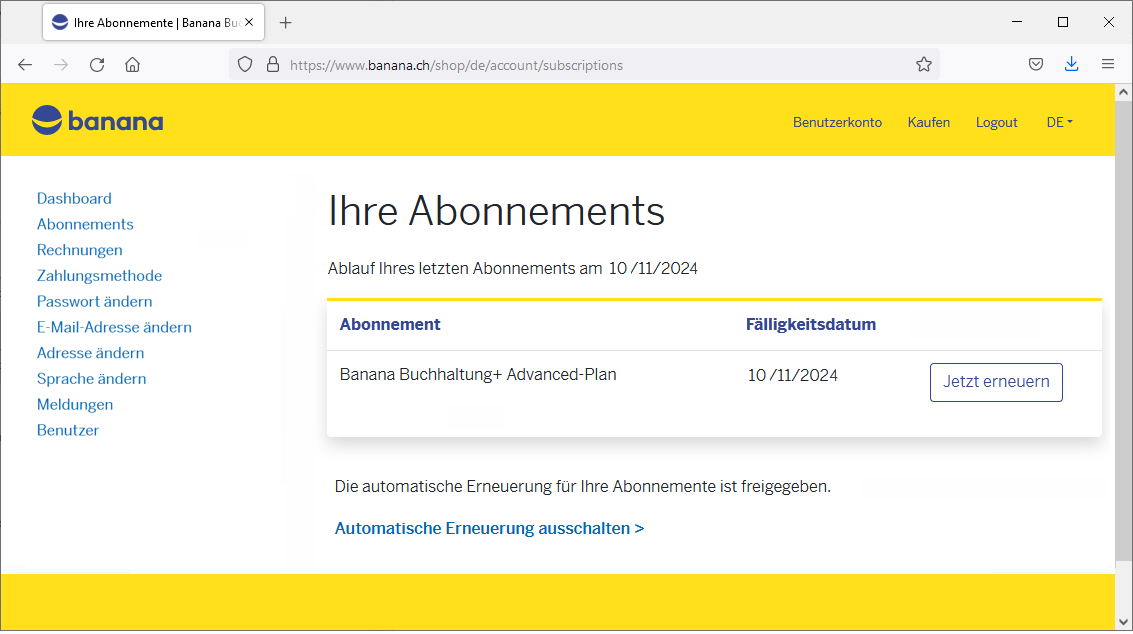 Ihre Abonnemente | Banana Buc
https://www.banana.ch/shop/de/account/subscriptions
banana
Benutzerkonto Kaufen Logout DE
Dashboard
Abonnements
Rechnungen
Zahlungsmethode
Passwort ändern
E-Mail-Adresse ändern
Adresse ändern
Sprache ändern
Meldungen
Benutzer
Ihre Abonnements
Ablauf Ihres letzten Abonnements am 10 /11/2024
Abonnement Fälligkeitsdatum
Banana Buchhaltung+ Advanced-Plan 10 /11/2024 Jetzt erneuern
Die automatische Erneuerung für Ihre Abonnemente ist freigegeben.
Automatische Erneuerung ausschalten >